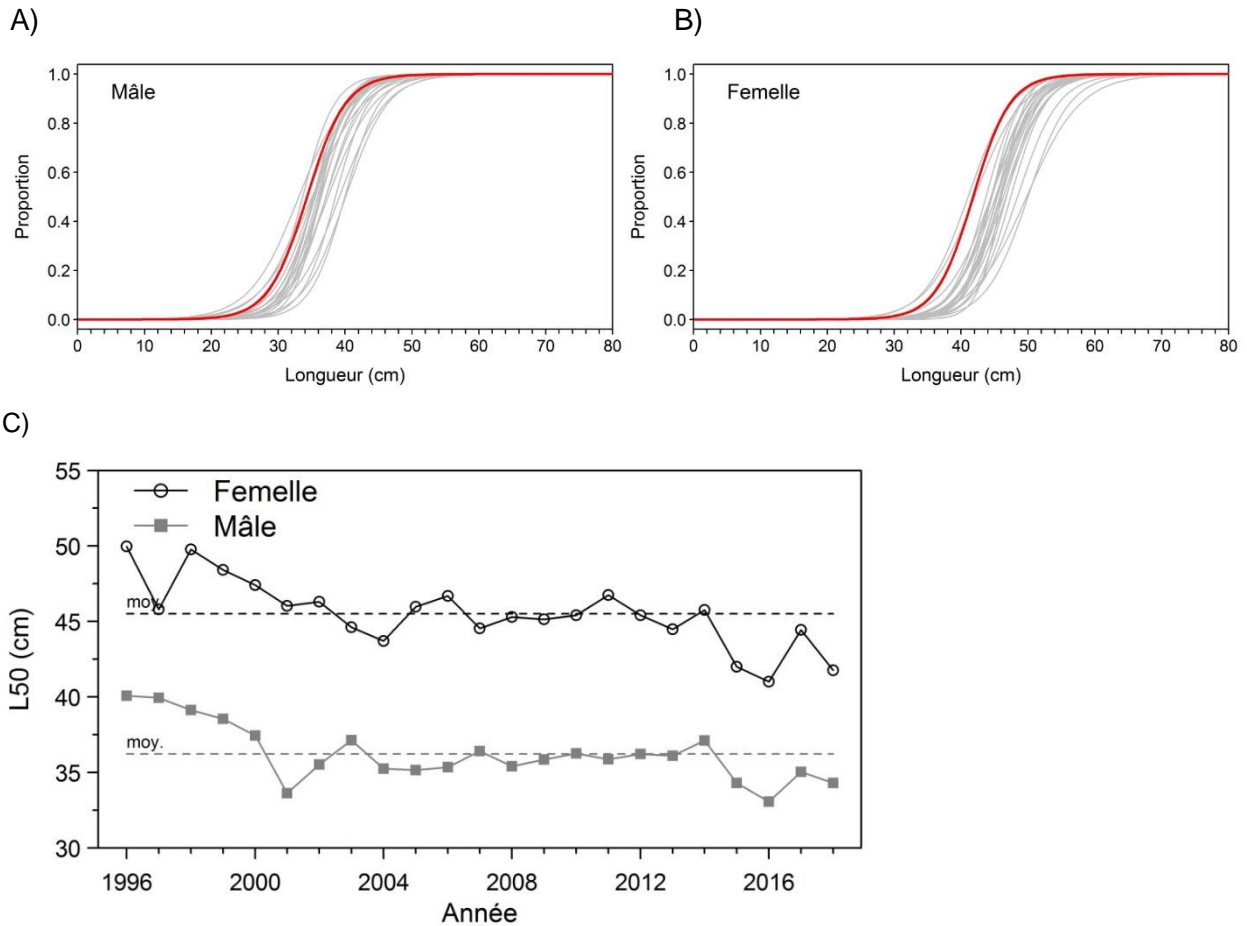 A)
B)
Mâle
Proportion
1.0
0.8
0.6
0.4
0.2
0.0
0 10 20 30 40 50 60 70 80
Longueur (cm)
Femelle
Proportion
1.0
0.8
0.6
0.4
0.2
0.0
0 10 20 30 40 50 60 70 80
Longueur (cm)
C)
Femelle
Mâle
L50 (cm)
55
50
45
40
35
30
moy.
moy.
1996 2000 2004 2008 2012 2016
Année